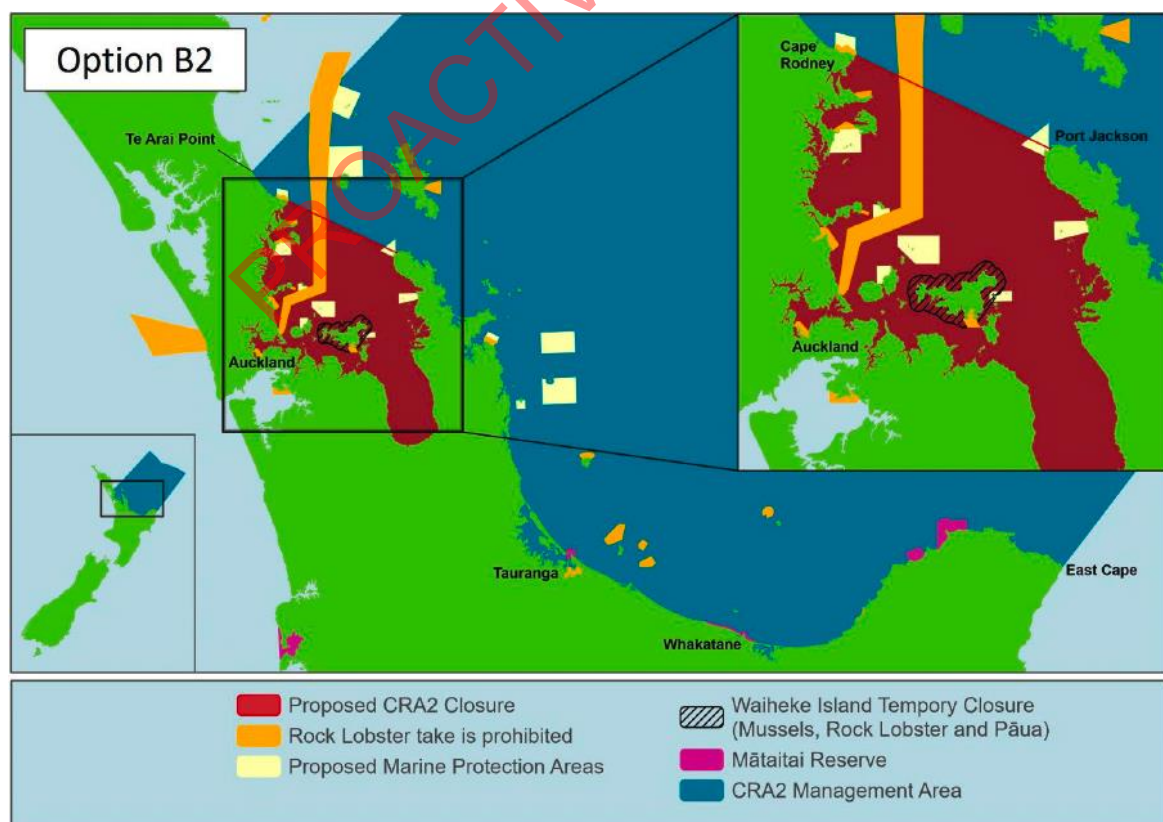 Option B2
PROACTIV
Cape
Rodney
Te Arai Point
Port Jackson
Auckland
Auckland
Tauranga
Whakatane
East Cape
Proposed CRA2 Closure
Rock Lobster take is prohibited
Proposed Marine Protection Areas
Waiheke Island Tempory Closure
(Mussels, Rock Lobster and Pāua)
Mātaitai Reserve
CRA2 Management Area